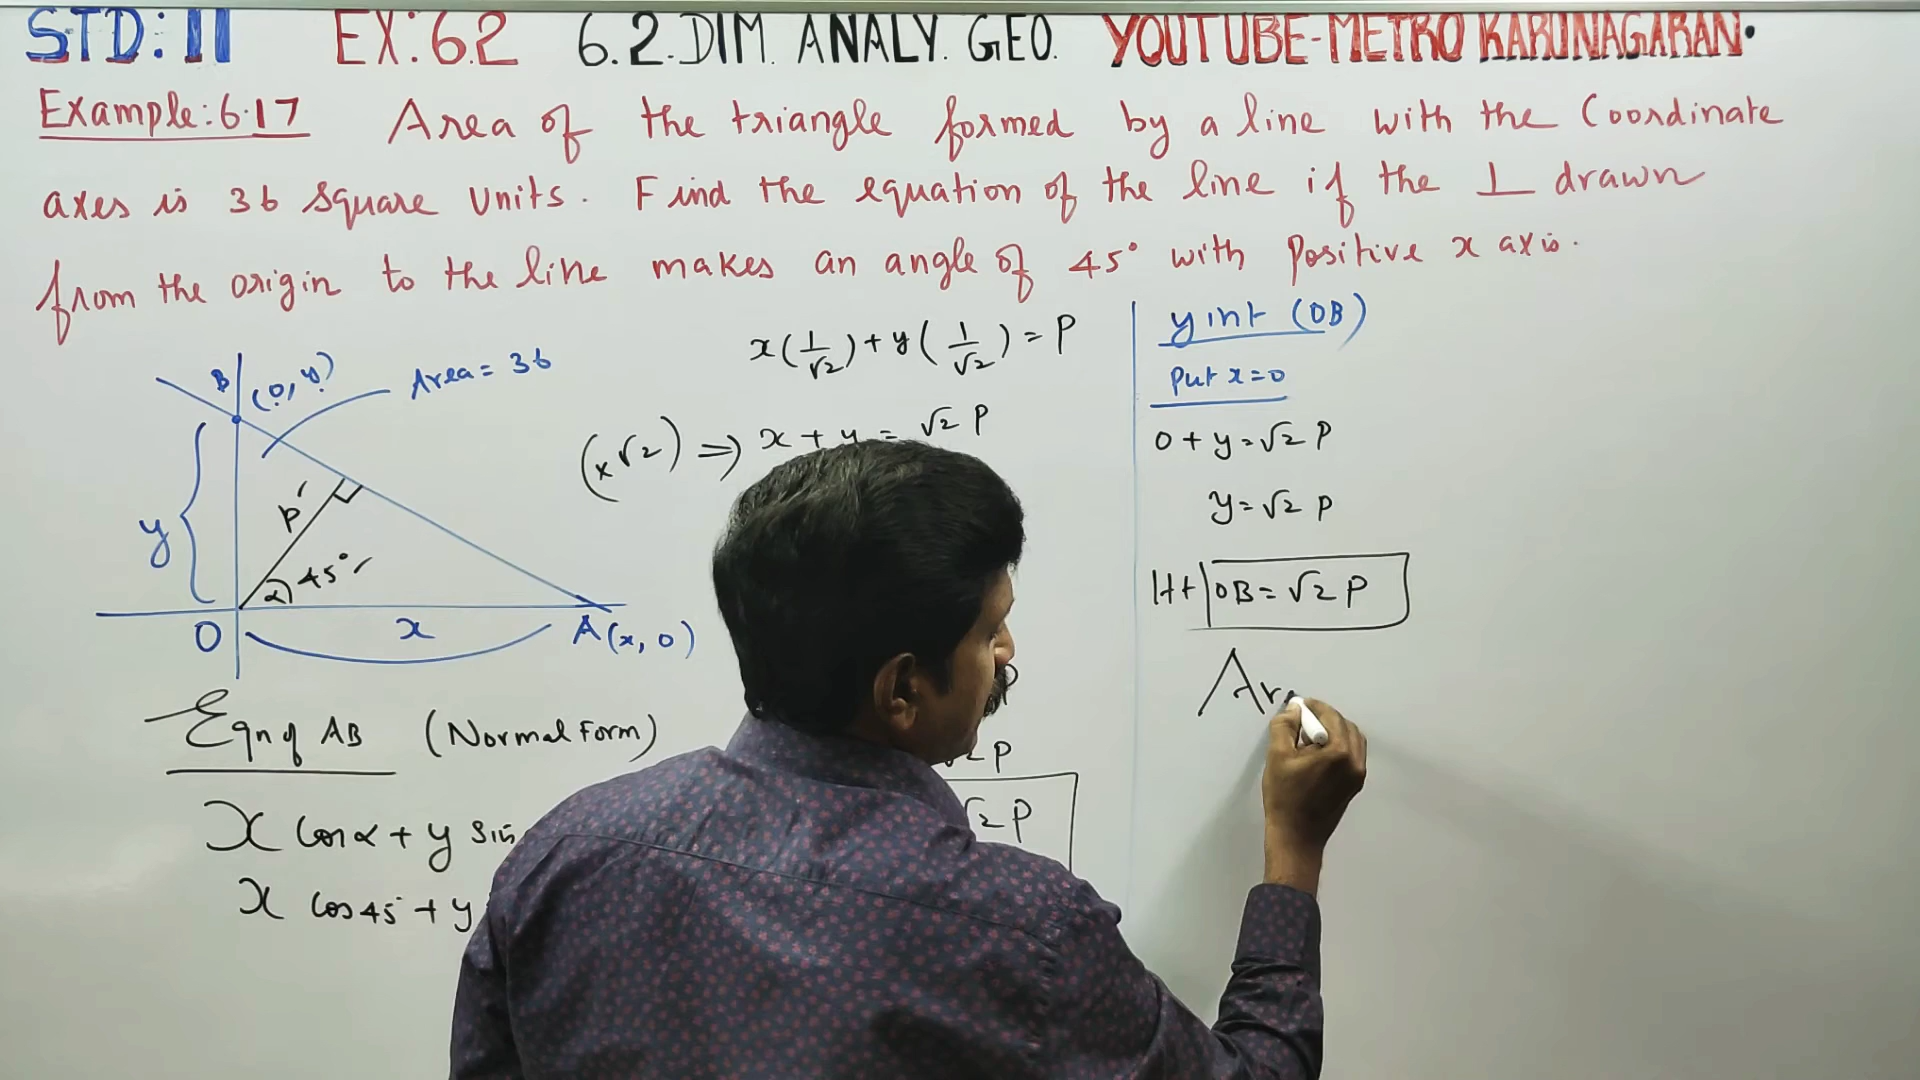 STD: 11 EX: 6.2 6.2.DIM. ANALY. GEO. YOUTUBE-METRO KARUNAGARAN.
Example: 6.17 Area of the triangle formed by a line with the Coordinate
axes is 36 square units. Find the equation of the line if the ⊥ drawn
from the origin to the line makes an angle of 45° with positive x axis.
B (0, y) Area = 36
y
p
α 45°
O x A (x, 0)
Eqn of AB (Normal Form)
x cos α + y sin
x cos 45° + y
x(1/√2) + y(1/√2) = P
(x √2) ⇒ x + y = √2 P
P
√2 P
√2 P
y int (OB)
Put x=0
0 + y = √2 P
y = √2 P
Ht OB = √2 P
Ar